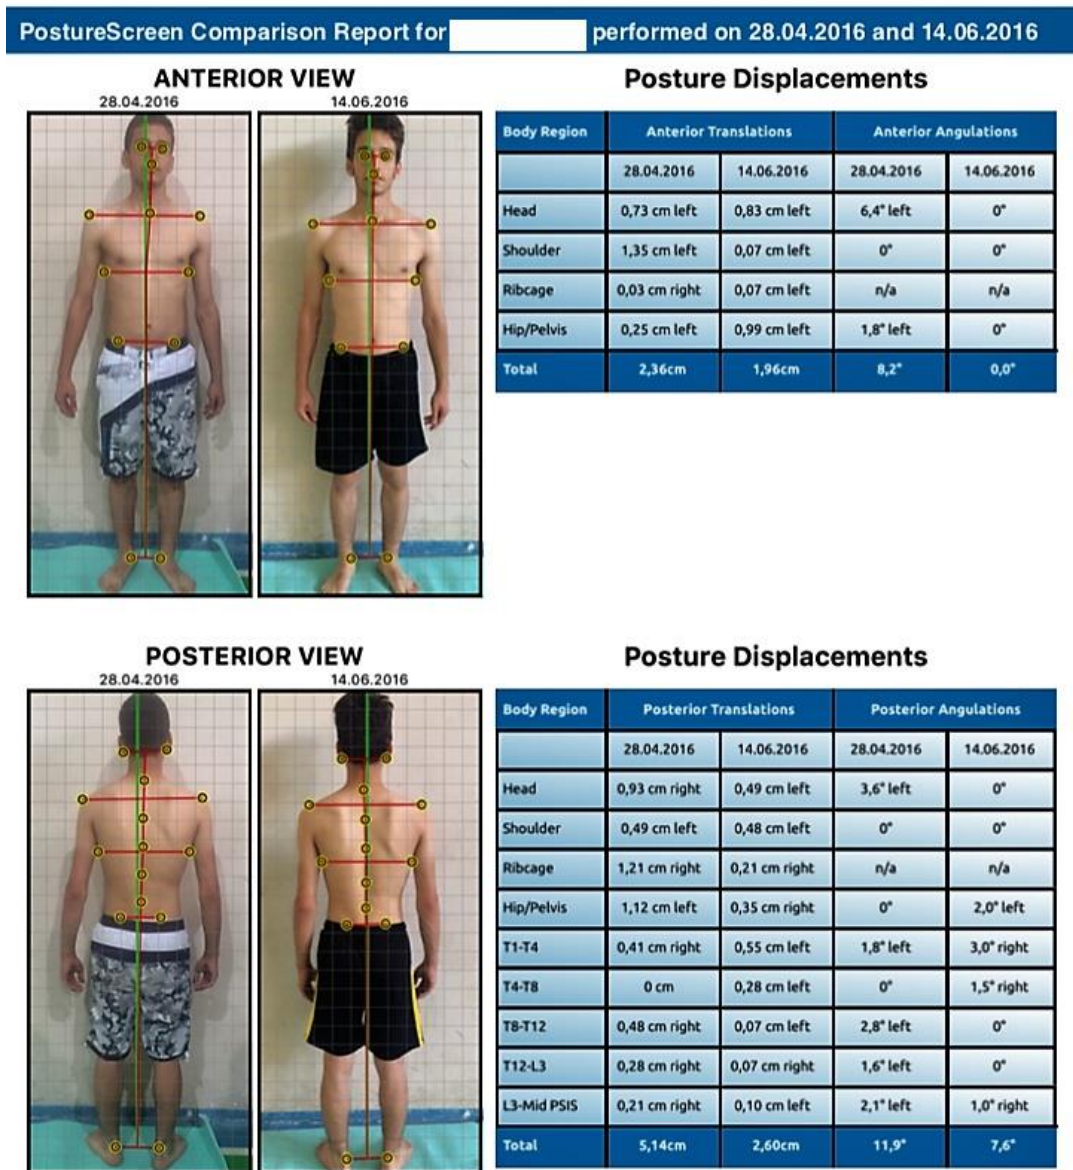 PostureScreen Comparison Report for performed on 28.04.2016 and 14.06.2016
ANTERIOR VIEW
28.04.2016 14.06.2016
Posture Displacements
Body Region Anterior Translations Anterior Angulations
28.04.2016 14.06.2016 28.04.2016 14.06.2016
Head 0,73 cm left 0,83 cm left 6,4° left 0°
Shoulder 1,35 cm left 0,07 cm left 0° 0°
Ribcage 0,03 cm right 0,07 cm left n/a n/a
Hip/Pelvis 0,25 cm left 0,99 cm left 1,8° left 0°
Total 2,36cm 1,96cm 8,2° 0,0°
POSTERIOR VIEW
28.04.2016 14.06.2016
Posture Displacements
Body Region Posterior Translations Posterior Angulations
28.04.2016 14.06.2016 28.04.2016 14.06.2016
Head 0,93 cm right 0,49 cm left 3,6° left 0°
Shoulder 0,49 cm left 0,48 cm left 0° 0°
Ribcage 1,21 cm right 0,21 cm right n/a n/a
Hip/Pelvis 1,12 cm left 0,35 cm right 0° 2,0° left
T1-T4 0,41 cm right 0,55 cm left 1,8° left 3,0° right
T4-T8 0 cm 0,28 cm left 0° 1,5° right
T8-T12 0,48 cm right 0,07 cm left 2,8° left 0°
T12-L3 0,28 cm right 0,07 cm right 1,6° left 0°
L3-Mid PSIS 0,21 cm right 0,10 cm left 2,1° left 1,0° right
Total 5,14cm 2,60cm 11,9° 7,6°